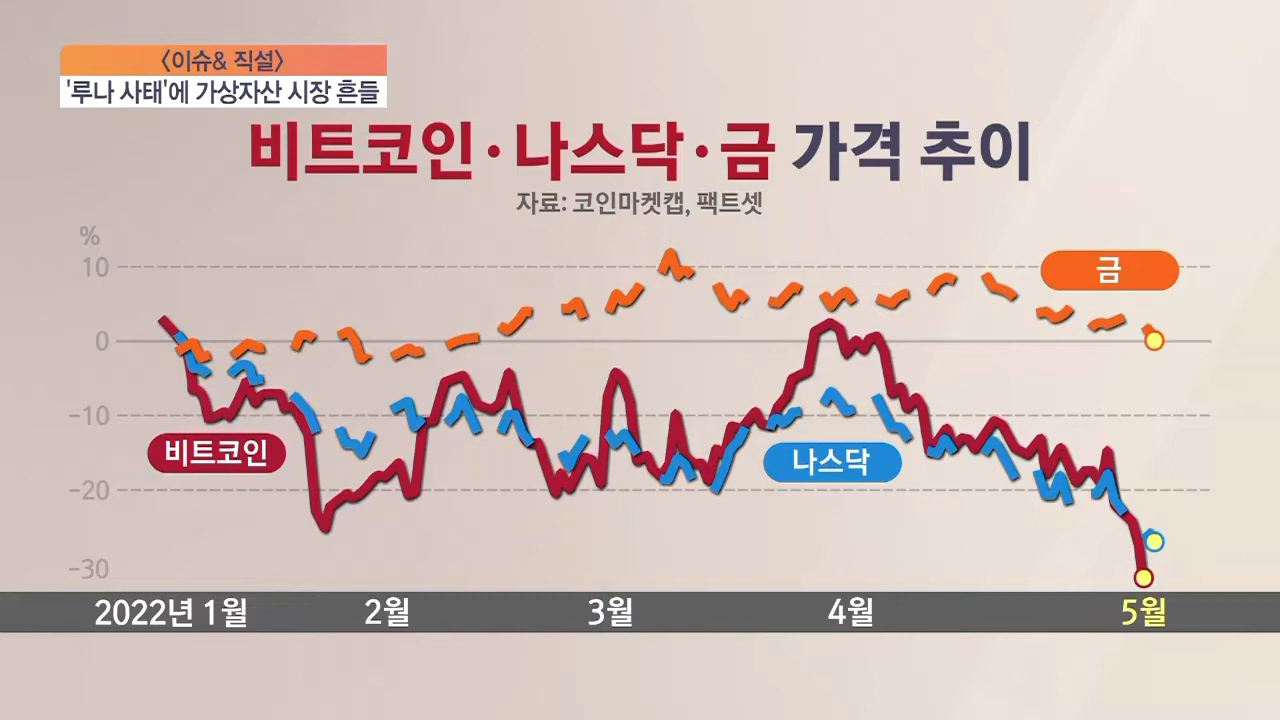 〈이슈& 직설〉
'루나 사태'에 가상자산 시장 흔들
비트코인·나스닥·금 가격 추이
자료: 코인마켓캡, 팩트셋
%
10
0
-10
-20
-30
금
비트코인
나스닥
2022년 1월 2월 3월 4월 5월